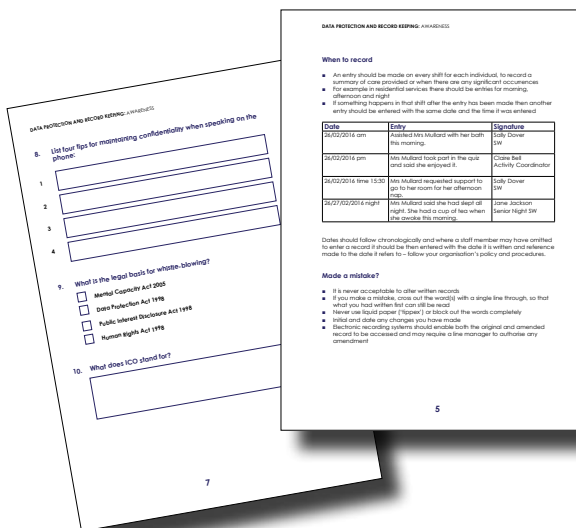 DATA PROTECTION AND RECORD KEEPING: AWARENESS
8. List four tips for maintaining confidentiality when speaking on the
phone:
1
2
3
4
9. What is the legal basis for whistle-blowing?
Mental Capacity Act 2005
Data Protection Act 1998
Public Interest Disclosure Act 1998
Human Rights Act 1998
10. What does ICO stand for?
7
DATA PROTECTION AND RECORD KEEPING: AWARENESS
When to record
■ An entry should be made on every shift for each individual, to record a
summary of care provided or when there are any significant occurrences
■ For example in residential services there should be entries for morning,
afternoon and night
■ If something happens in that shift after the entry has been made then another
entry should be entered with the same date and the time it was entered
Date Entry Signature
26/02/2016 am Assisted Mrs Mullard with her bath Sally Dover
this morning. SW
26/02/2016 pm Mrs Mullard took part in the quiz Claire Bell
and said she enjoyed it. Activity Coordinator
26/02/2016 time 15:30 Mrs Mullard requested support to Sally Dover
go to her room for her afternoon SW
nap.
26/27/02/2016 night Mrs Mullard said she had slept all Jane Jackson
night. She had a cup of tea when Senior Night SW
she awoke this morning.
Dates should follow chronologically and where a staff member may have omitted
to enter a record it should be then entered with the date it is written and reference
made to the date it refers to – follow your organisation's policy and procedures.
Made a mistake?
■ It is never acceptable to alter written records
■ If you make a mistake, cross out the word(s) with a single line through, so that
what you had written first can still be read
■ Never use liquid paper ('tippex') or block out the words completely
■ Initial and date any changes you have made
■ Electronic recording systems should enable both the original and amended
record to be accessed and may require a line manager to authorise any
amendment
5